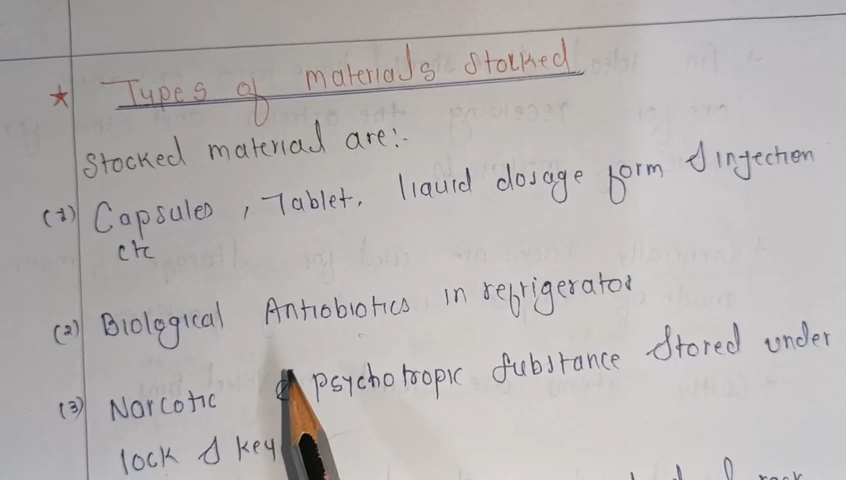 ★ Types of materials stocked
Stocked material are:-
(1) Capsules, Tablet, liquid dosage form & injection
etc
(2) Biological Antiobiotics in refrigerator
(3) Narcotic & psychotropic substance stored under
lock & key